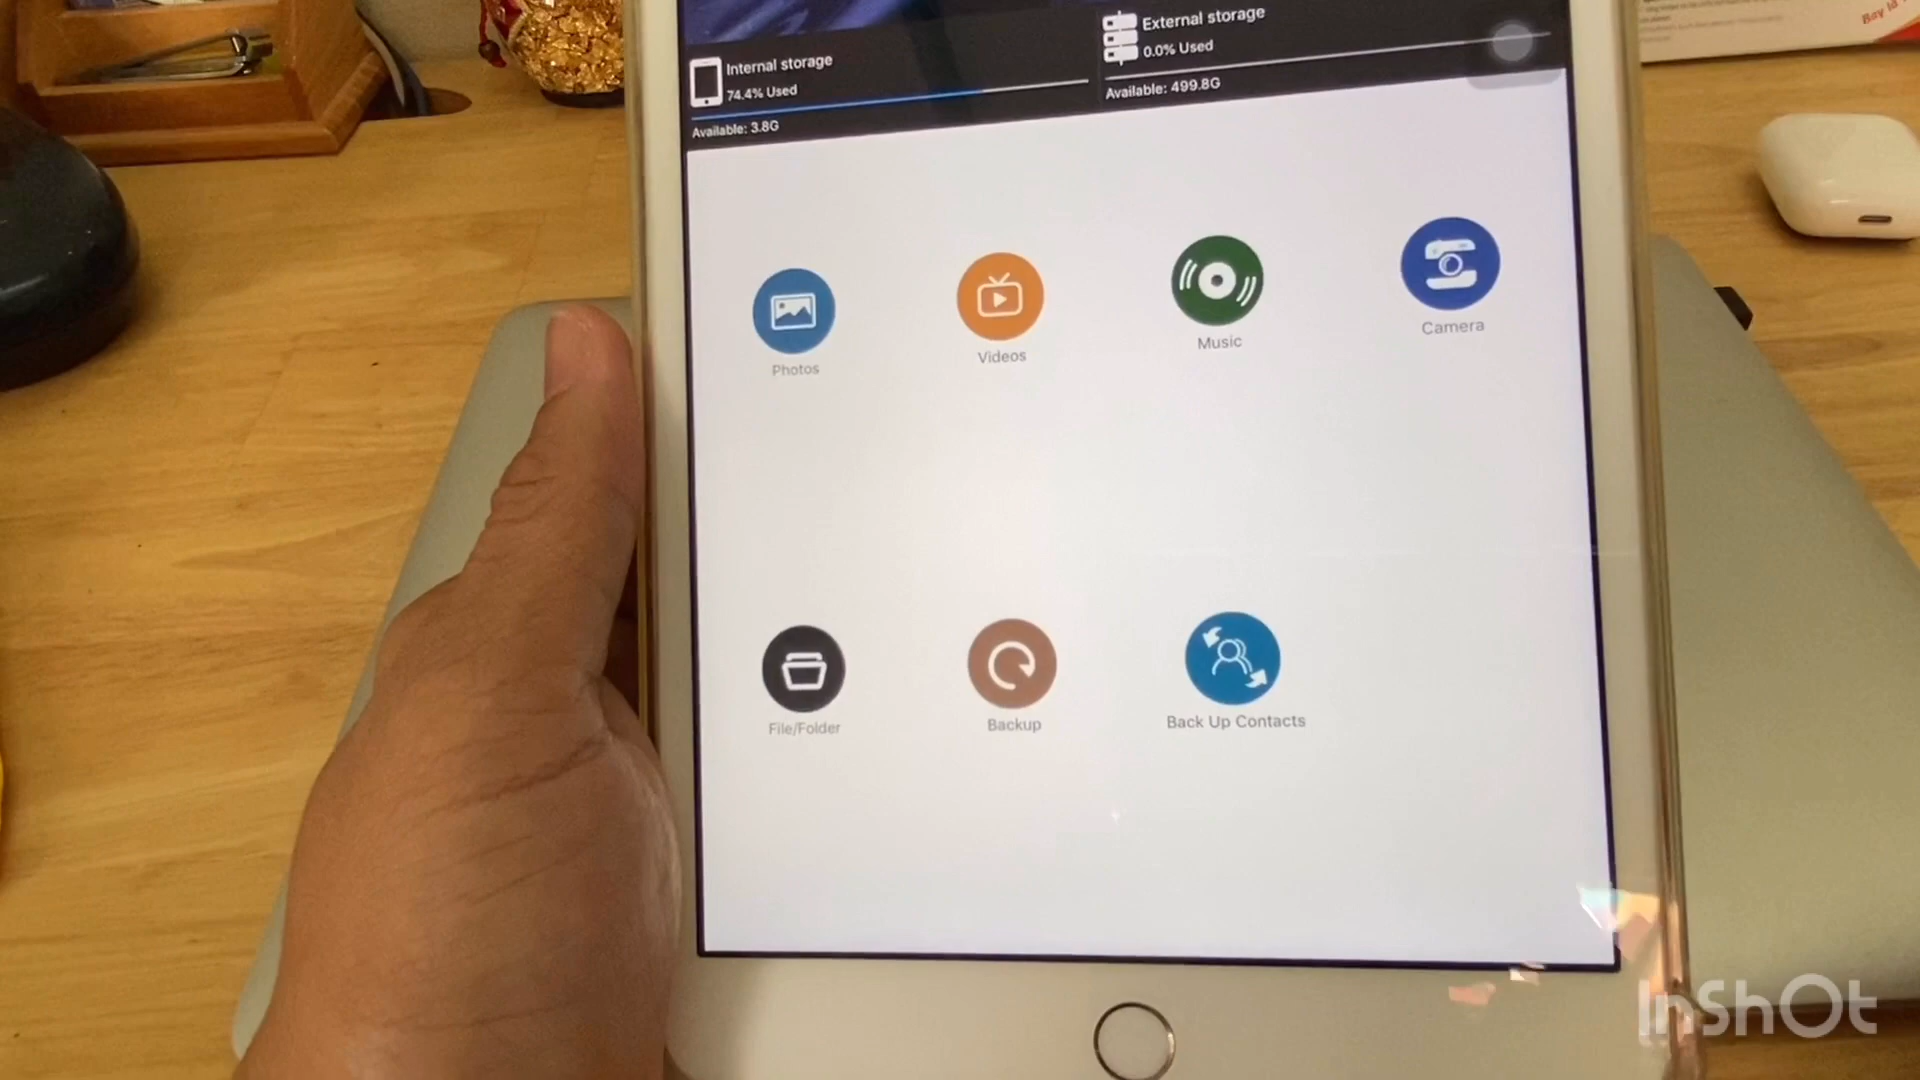 Internal storage
74.4% Used
Available: 3.8G
External storage
0.0% Used
Available: 499.8G
Photos
Videos
Music
Camera
File/Folder
Backup
Back Up Contacts
InShOt